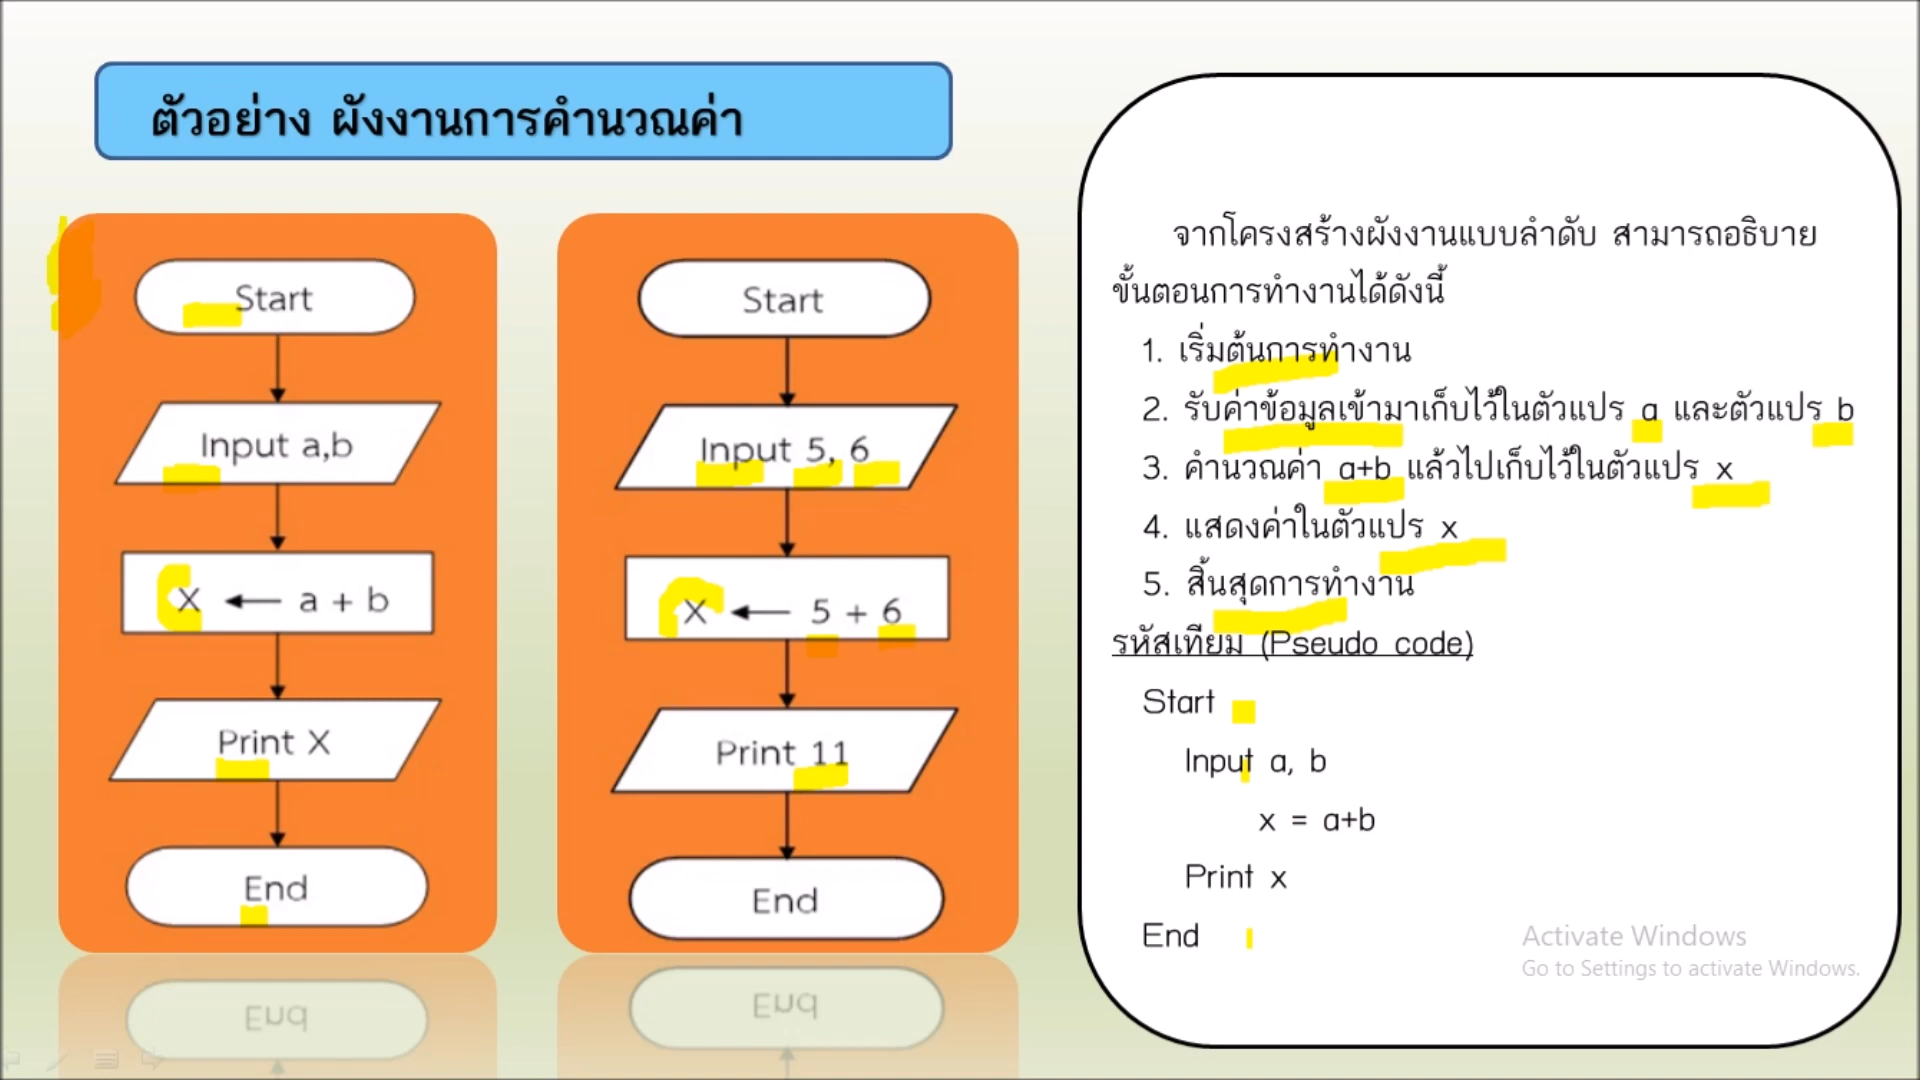 ตัวอย่าง ผังงานการคำนวณค่า
Start
Input a,b
X ← a + b
Print X
End
Start
Input 5, 6
X ← 5 + 6
Print 11
End
จากโครงสร้างผังงานแบบลำดับ สามารถอธิบาย
ขั้นตอนการทำงานได้ดังนี้
1. เริ่มต้นการทำงาน
2. รับค่าข้อมูลเข้ามาเก็บไว้ในตัวแปร a และตัวแปร b
3. คำนวณค่า a+b แล้วไปเก็บไว้ในตัวแปร x
4. แสดงค่าในตัวแปร x
5. สิ้นสุดการทำงาน
รหัสเทียม (Pseudo code)
Start
Input a, b
x = a+b
Print x
End
Activate Windows
Go to Settings to activate Windows.